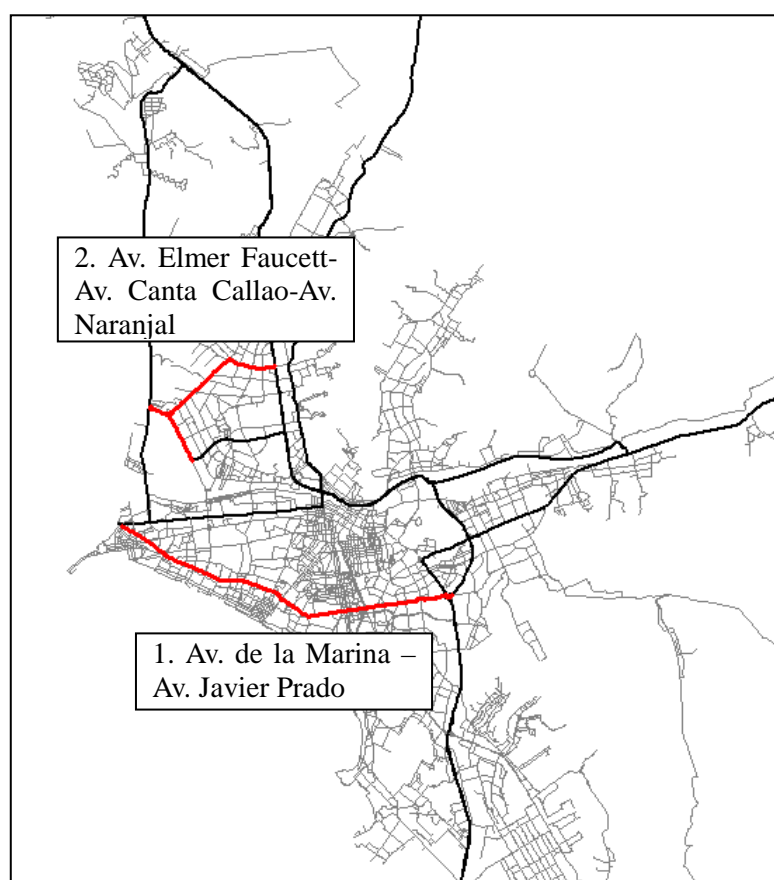 2. Av. Elmer Faucett-
Av. Canta Callao-Av.
Naranjal
1. Av. de la Marina –
Av. Javier Prado